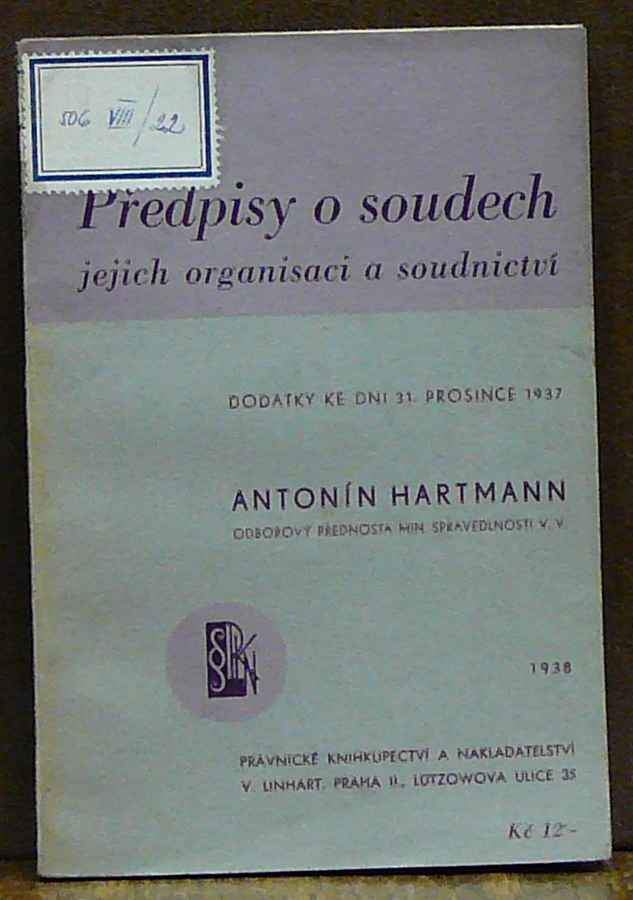 506 VIII/22
Předpisy o soudech
jejich organisaci a soudnictví
DODATKY KE DNI 31. PROSINCE 1937
ANTONÍN HARTMANN
ODBOROVÝ PŘEDNOSTA MIN. SPRAVEDLNOSTI V. V.
1938
PRÁVNICKÉ KNIHKUPECTVÍ A NAKLADATELSTVÍ
V. LINHART, PRAHA II., LÜTZOWOVA ULICE 35
Kč 12-